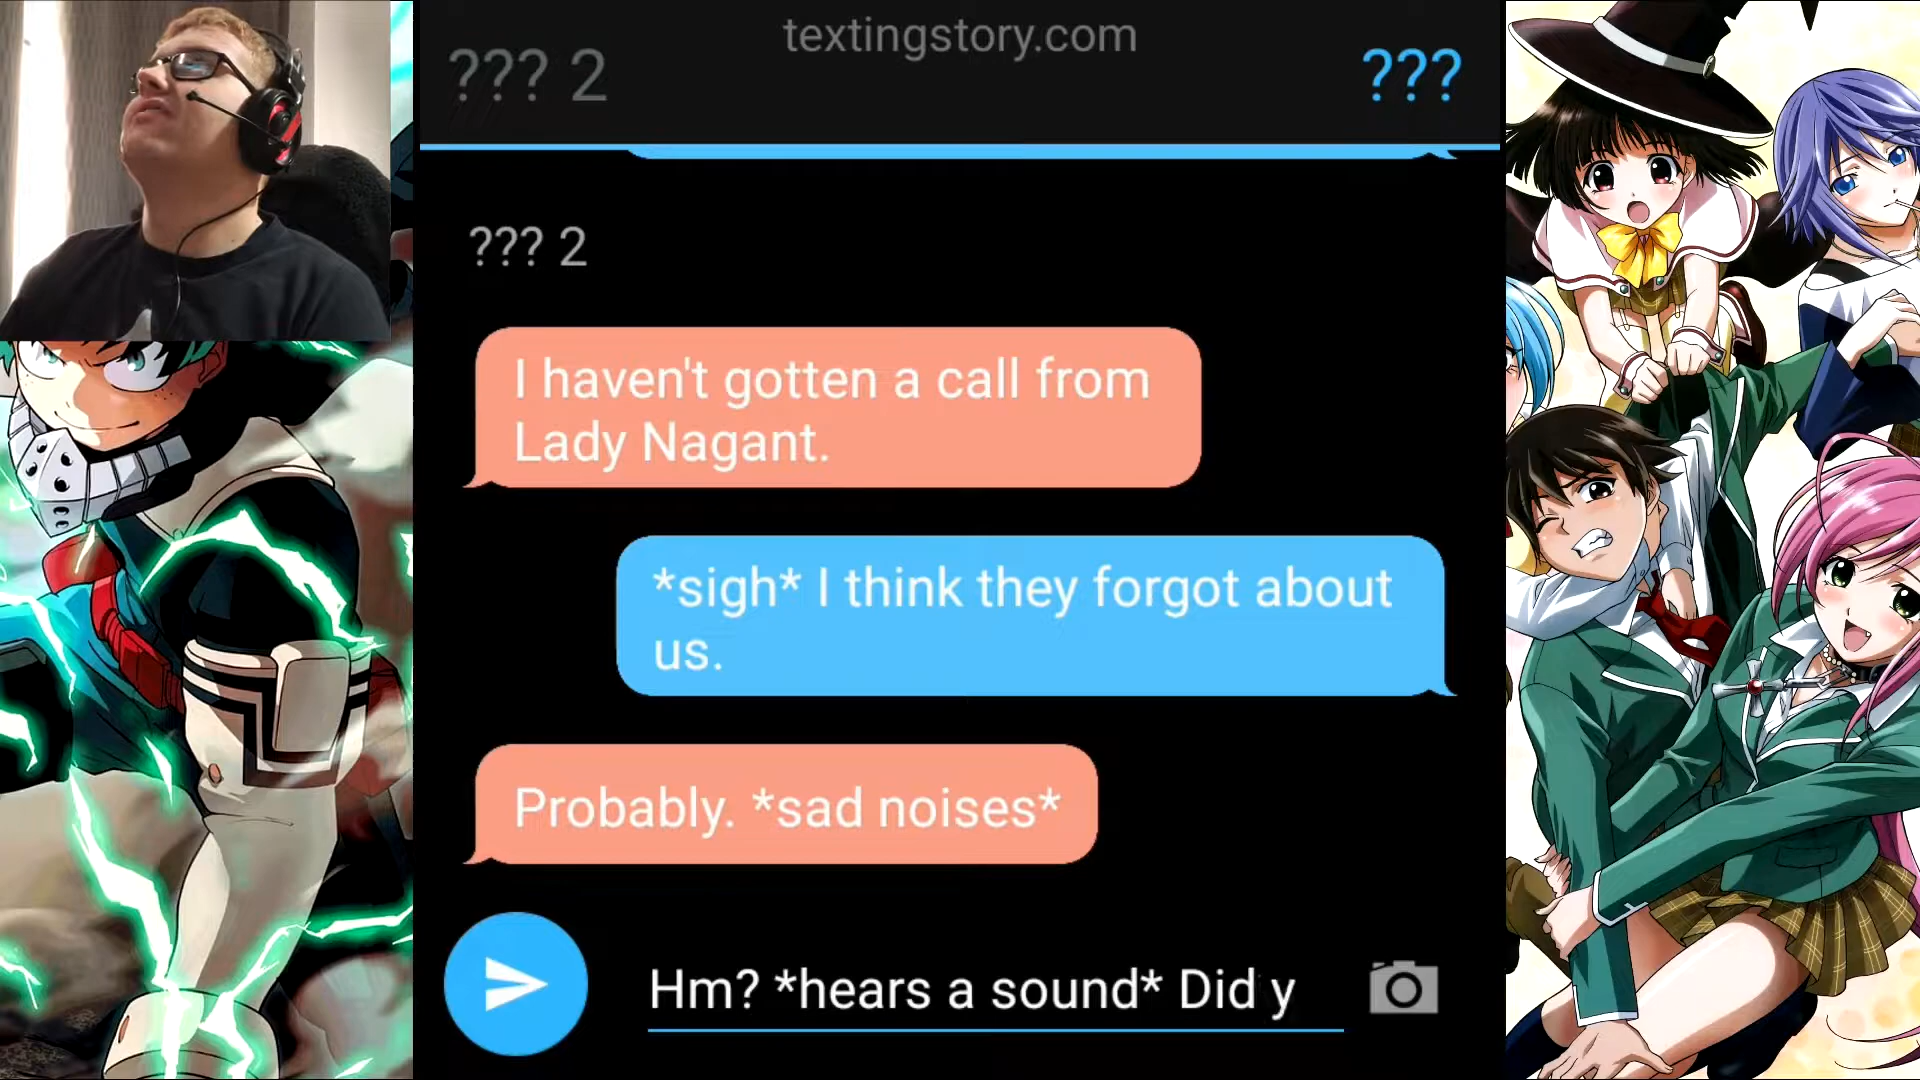 textingstory.com
??? 2
???
??? 2
I haven't gotten a call from
Lady Nagant.
*sigh* I think they forgot about
us.
Probably. *sad noises*
Hm? *hears a sound* Did y